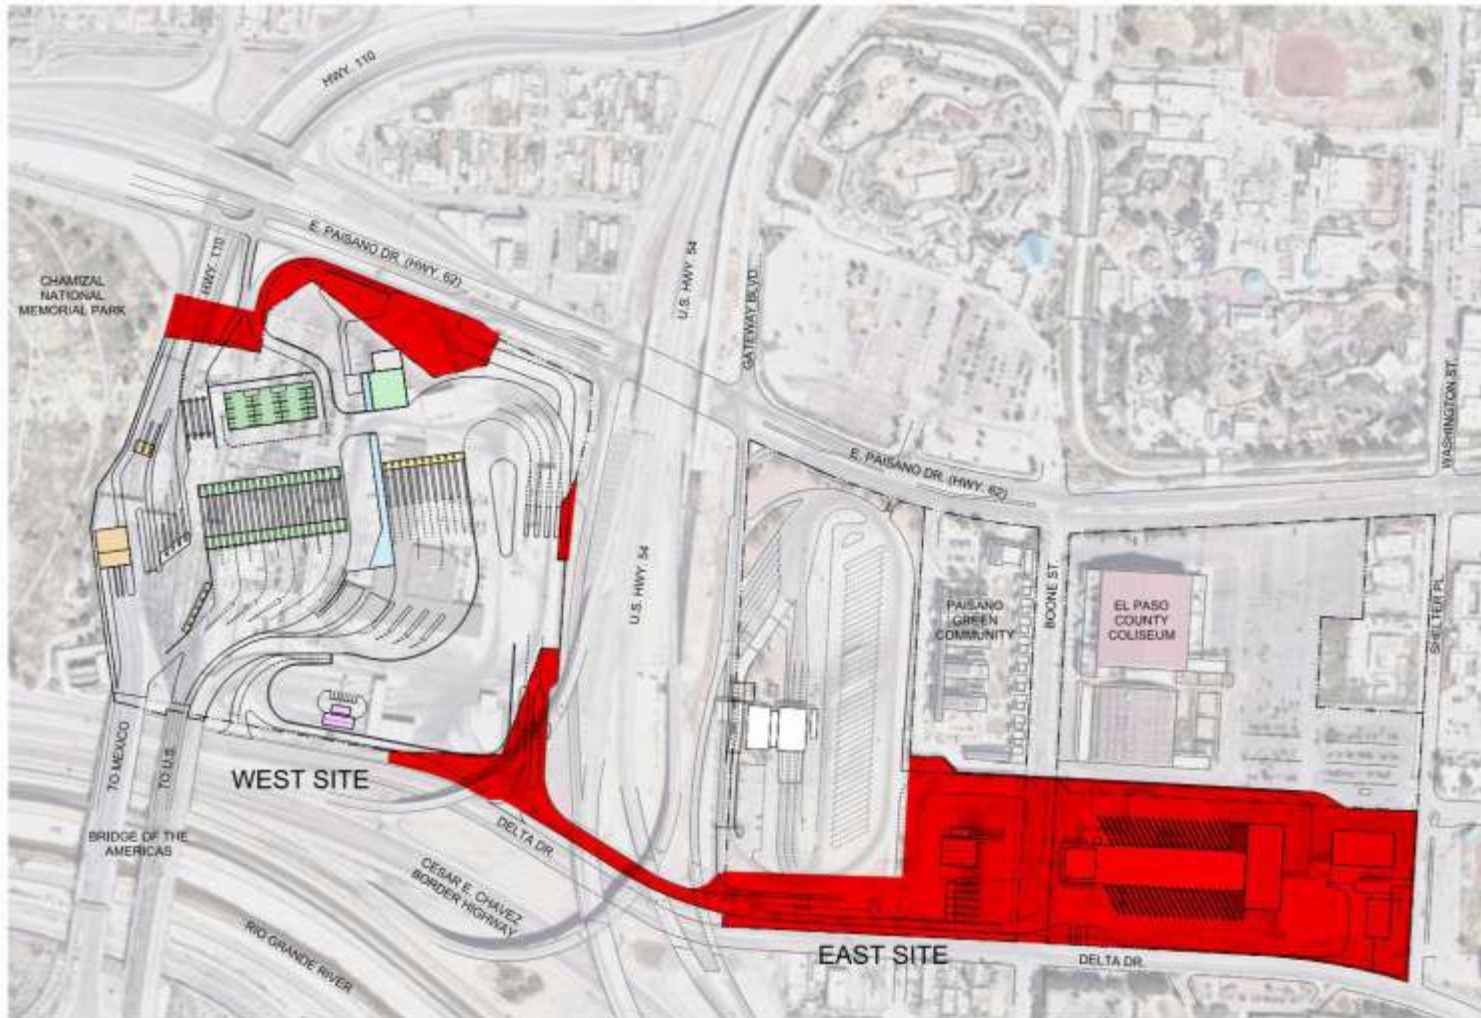 HWY. 110
E. PAISANO DR. (HWY. 62)
HWY. 110
U.S. HWY. 54
GATEWAY BLVD.
CHAMIZAL
NATIONAL
MEMORIAL PARK
WASHINGTON ST.
E. PAISANO DR. (HWY. 62)
U.S. HWY. 54
BOONE ST
PAISANO
GREEN
COMMUNITY
EL PASO
COUNTY
COLISEUM
SHELTER PL
TO MEXICO
TO U.S.
WEST SITE
BRIDGE OF THE
AMERICAS
DELTA DR.
CESAR E. CHAVEZ
BORDER HIGHWAY
RIO GRANDE RIVER
EAST SITE
DELTA DR.